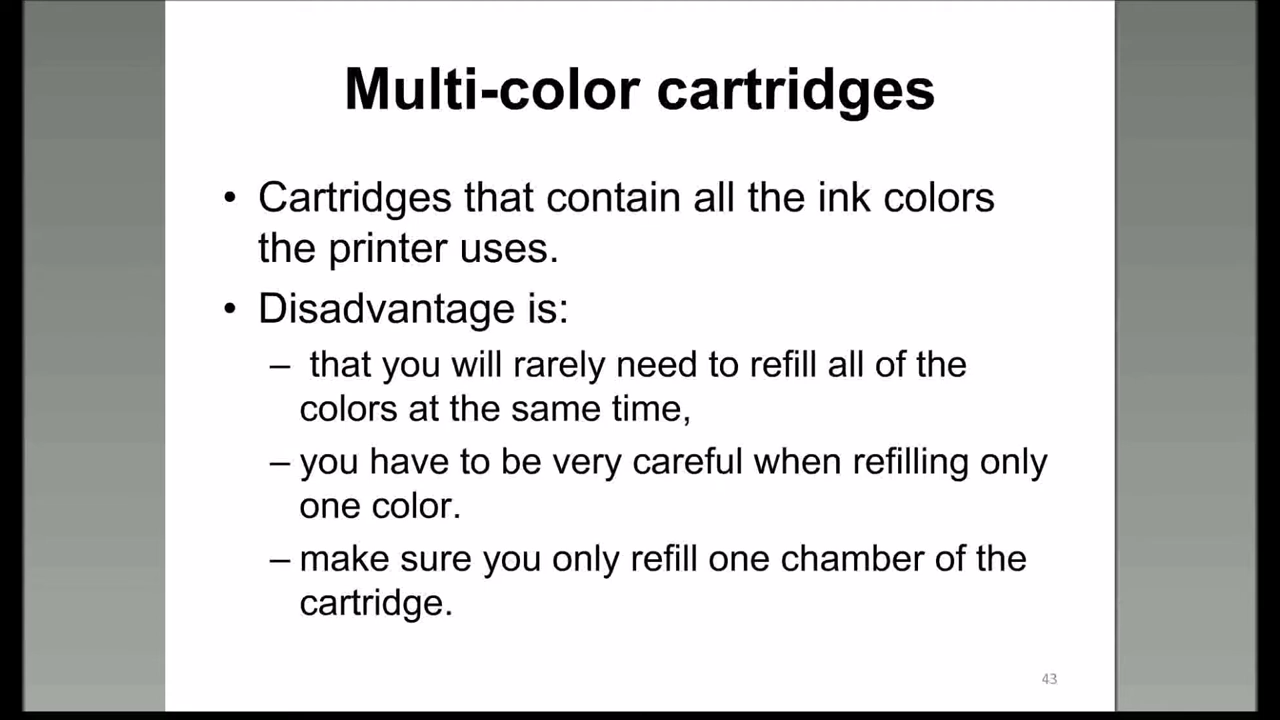 Multi-color cartridges
• Cartridges that contain all the ink colors
the printer uses.
• Disadvantage is:
– that you will rarely need to refill all of the
colors at the same time,
– you have to be very careful when refilling only
one color.
– make sure you only refill one chamber of the
cartridge.
43